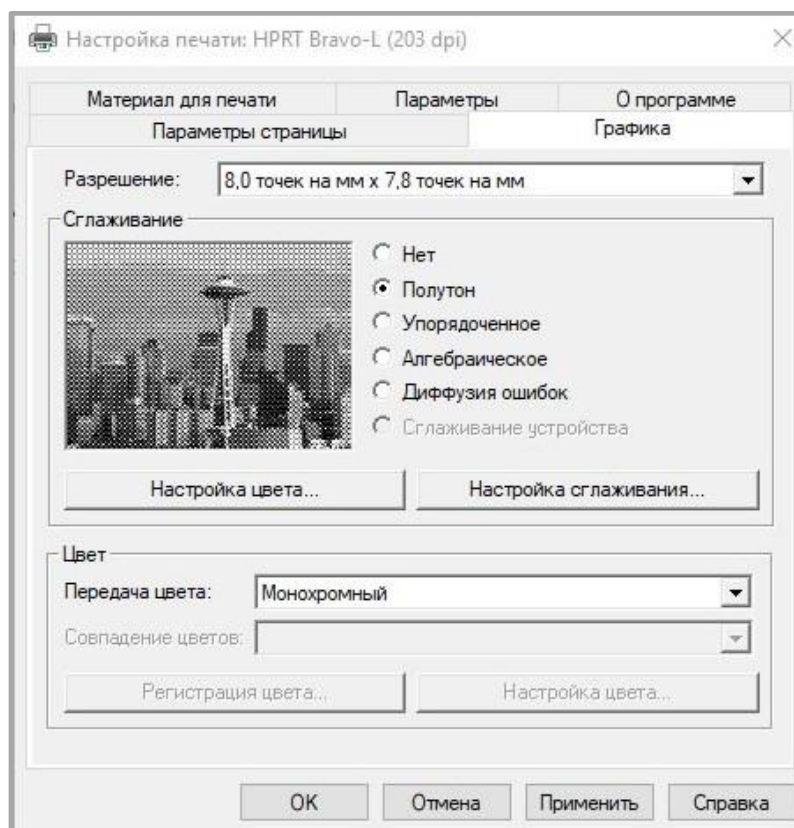 Настройка печати: HPRT Bravo-L (203 dpi)
Материал для печати Параметры О программе
Параметры страницы Графика
Разрешение: 8,0 точек на мм x 7,8 точек на мм
Сглаживание
Нет
Полутон
Упорядоченное
Алгебраическое
Диффузия ошибок
Сглаживание устройства
Настройка цвета... Настройка сглаживания...
Цвет
Передача цвета: Монохромный
Совпадение цветов:
Регистрация цвета... Настройка цвета...
OK Отмена Применить Справка